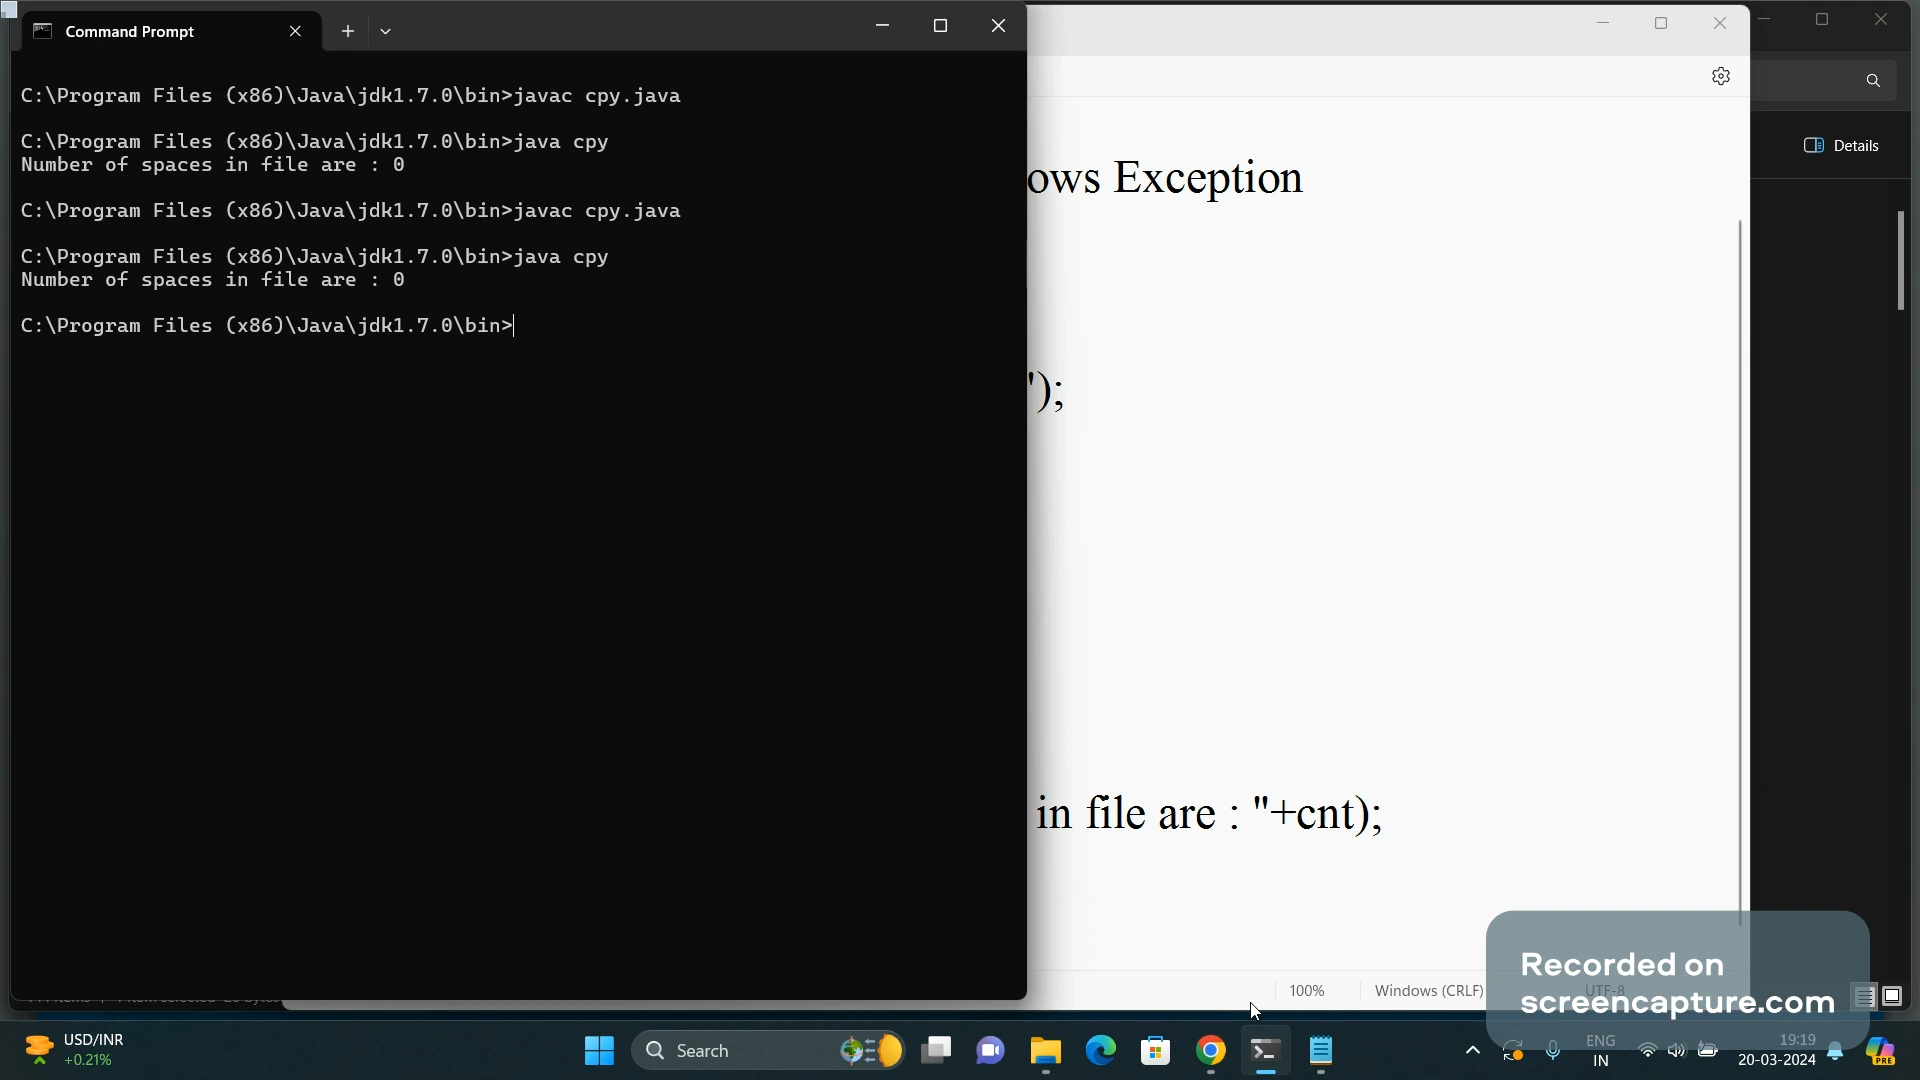 Command Prompt
C:\Program Files (x86)\Java\jdk1.7.0\bin>javac cpy.java
C:\Program Files (x86)\Java\jdk1.7.0\bin>java cpy
Number of spaces in file are : 0
C:\Program Files (x86)\Java\jdk1.7.0\bin>javac cpy.java
C:\Program Files (x86)\Java\jdk1.7.0\bin>java cpy
Number of spaces in file are : 0
C:\Program Files (x86)\Java\jdk1.7.0\bin>
ows Exception
");
in file are : "+cnt);
Details
100%
Windows (CRLF)
UTF-8
Recorded on
screencapture.com
USD/INR
+0.21%
Search
ENG
IN
19:19
20-03-2024
PRE